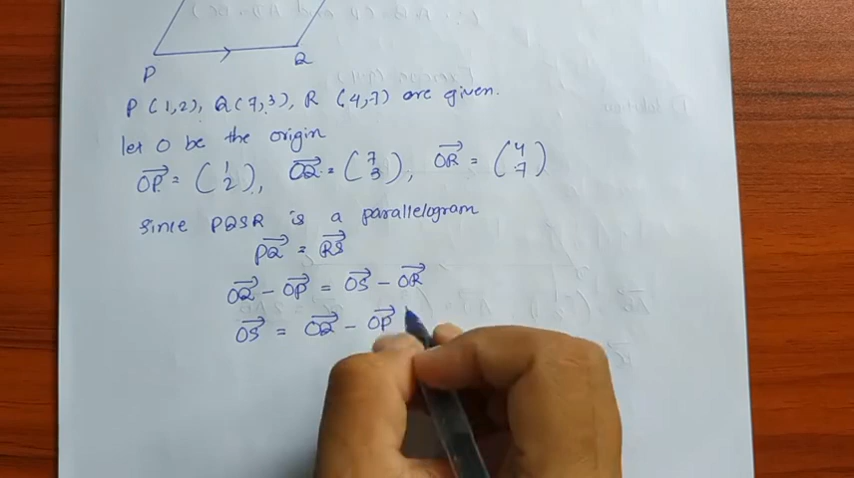 P
Q
P (1,2), Q(7,3), R (4,7) are given.
let O be the origin
OP⃗ = (1 2), OQ⃗ = (7 3), OR⃗ = (4 7)
Since PQSR is a parallelogram
PQ⃗ = RS⃗
OQ⃗ - OP⃗ = OS⃗ - OR⃗
OS⃗ = OQ⃗ - OP⃗